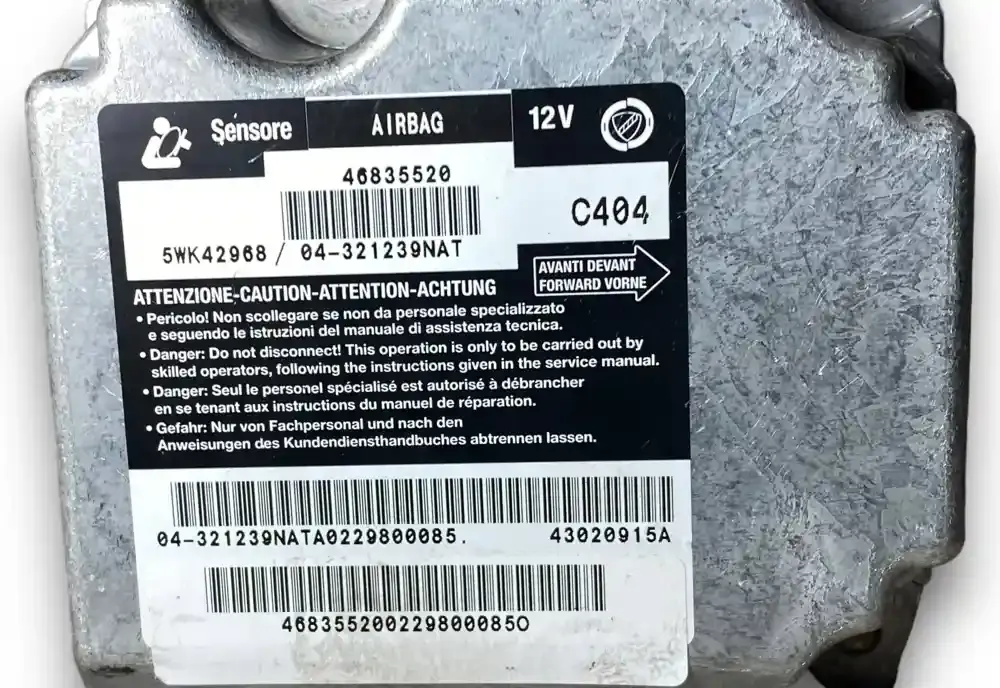 Sensore
AIRBAG
12V
46835520
C404
5WK42968 / 04-321239NAT
AVANTI DEVANT
FORWARD VORNE
ATTENZIONE-CAUTION-ATTENTION-ACHTUNG
• Pericolo! Non scollegare se non da personale specializzato
e seguendo le istruzioni del manuale di assistenza tecnica.
• Danger: Do not disconnect! This operation is only to be carried out by
skilled operators, following the instructions given in the service manual.
• Danger: Seul le personel spécialisé est autorisé à débrancher
en se tenant aux instructions du manuel de réparation.
• Gefahr: Nur von Fachpersonal und nach den
Anweisungen des Kundendiensthandbuches abtrennen lassen.
04-321239NATA0229800085. 43020915A
4683552002298000850